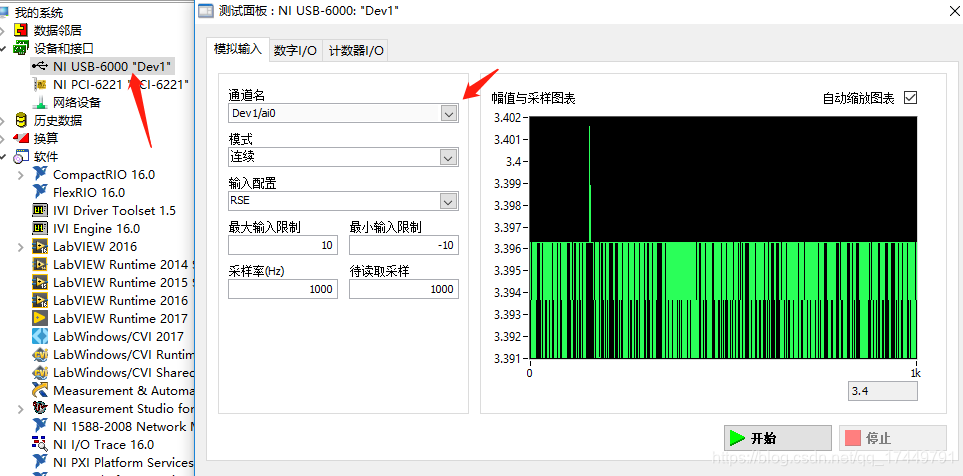 我的系统
数据邻居
设备和接口
NI USB-6000 "Dev1"
NI PCI-6221 "PCI-6221"
网络设备
历史数据
换算
软件
CompactRIO 16.0
FlexRIO 16.0
IVI Driver Toolset 1.5
IVI Engine 16.0
LabVIEW 2016
LabVIEW Runtime 2014 S
LabVIEW Runtime 2015 S
LabVIEW Runtime 2016
LabVIEW Runtime 2017
LabWindows/CVI 2017
LabWindows/CVI Runtim
LabWindows/CVI Shared
Measurement & Automa
Measurement Studio for
NI 1588-2008 Network M
NI I/O Trace 16.0
NI PXI Platform Services
测试面板 : NI USB-6000: "Dev1"
模拟输入 数字I/O 计数器I/O
通道名
Dev1/ai0
模式
连续
输入配置
RSE
最大输入限制 最小输入限制
10 -10
采样率(Hz) 待读取采样
1000 1000
幅值与采样图表 自动缩放图表
3.402
3.401
3.4
3.399
3.398
3.397
3.396
3.395
3.394
3.393
3.392
3.391
0 1k
3.4
开始 停止
https://blog.csdn.net/qq_17449791